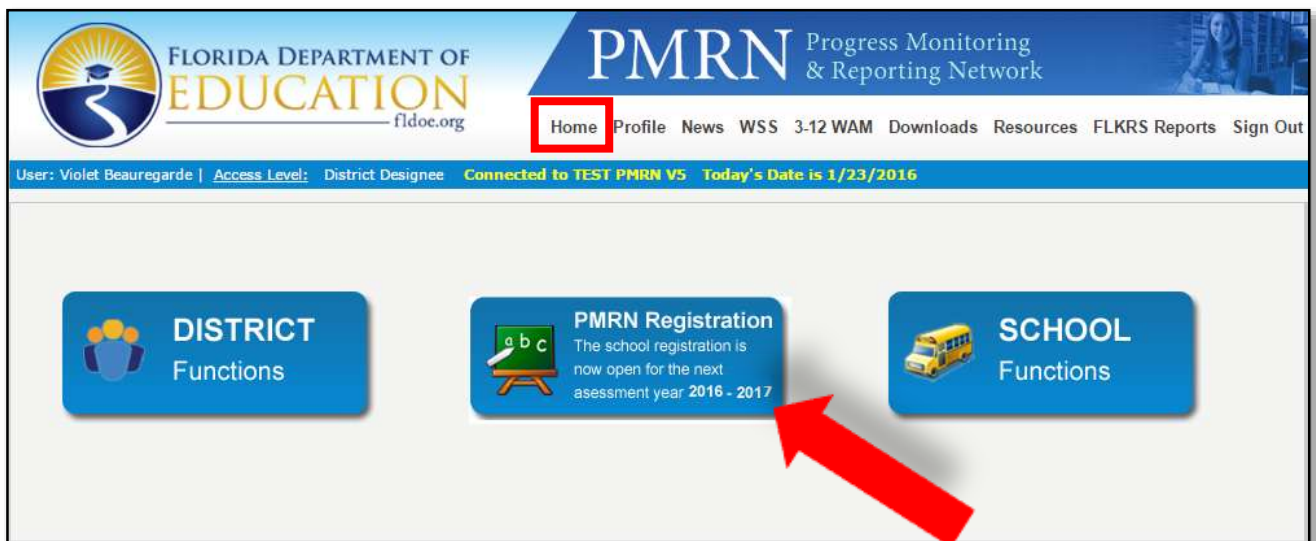 FLORIDA DEPARTMENT OF
EDUCATION
fldoe.org
PMRN Progress Monitoring
& Reporting Network
Home Profile News WSS 3-12 WAM Downloads Resources FLKRS Reports Sign Out
User: Violet Beauregarde | Access Level: District Designee Connected to TEST PMRN V5 Today's Date is 1/23/2016
DISTRICT
Functions
a b c
PMRN Registration
The school registration is
now open for the next
asessment year 2016 - 2017
SCHOOL
Functions